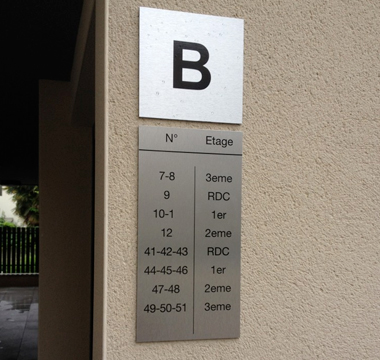 B
N° Etage
7-8 3eme
9 RDC
10-1 1er
12 2eme
41-42-43 RDC
44-45-46 1er
47-48 2eme
49-50-51 3eme